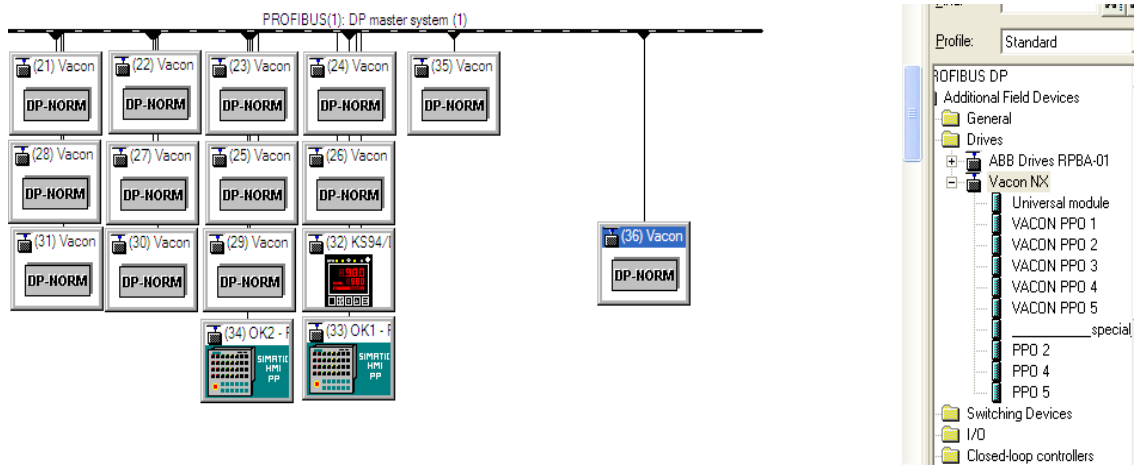 PROFIBUS(1): DP master system (1)
(21) Vacon
DP-NORM
(22) Vacon
DP-NORM
(23) Vacon
DP-NORM
(24) Vacon
DP-NORM
(35) Vacon
DP-NORM
(28) Vacon
DP-NORM
(27) Vacon
DP-NORM
(25) Vacon
DP-NORM
(26) Vacon
DP-NORM
(31) Vacon
DP-NORM
(30) Vacon
DP-NORM
(29) Vacon
DP-NORM
(32) KS94/
(36) Vacon
DP-NORM
(34) OK2 -
SIMATIC
HMI
PP
(33) OK1 -
SIMATIC
HMI
PP
Profile:
Standard
ROFIBUS DP
Additional Field Devices
General
Drives
ABB Drives RPBA-01
Vacon NX
Universal module
VACON PPO 1
VACON PPO 2
VACON PPO 3
VACON PPO 4
VACON PPO 5
____________special
PPO 2
PPO 4
PPO 5
Switching Devices
I/O
Closed-loop controllers